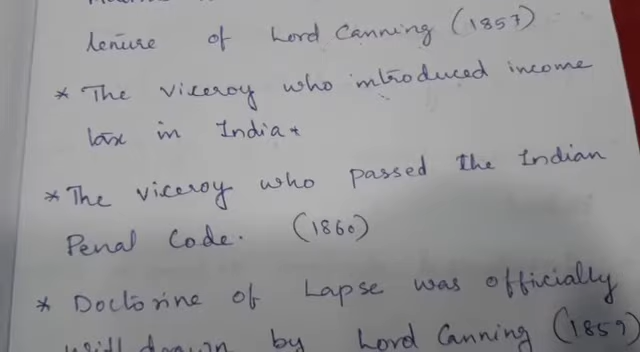 tenure of Lord Canning (1857)
* The viceroy who introduced income
tax in India *
* The viceroy who passed the Indian
Penal Code. (1860)
* Doctorine of Lapse was officially
by Lord Canning (1859)